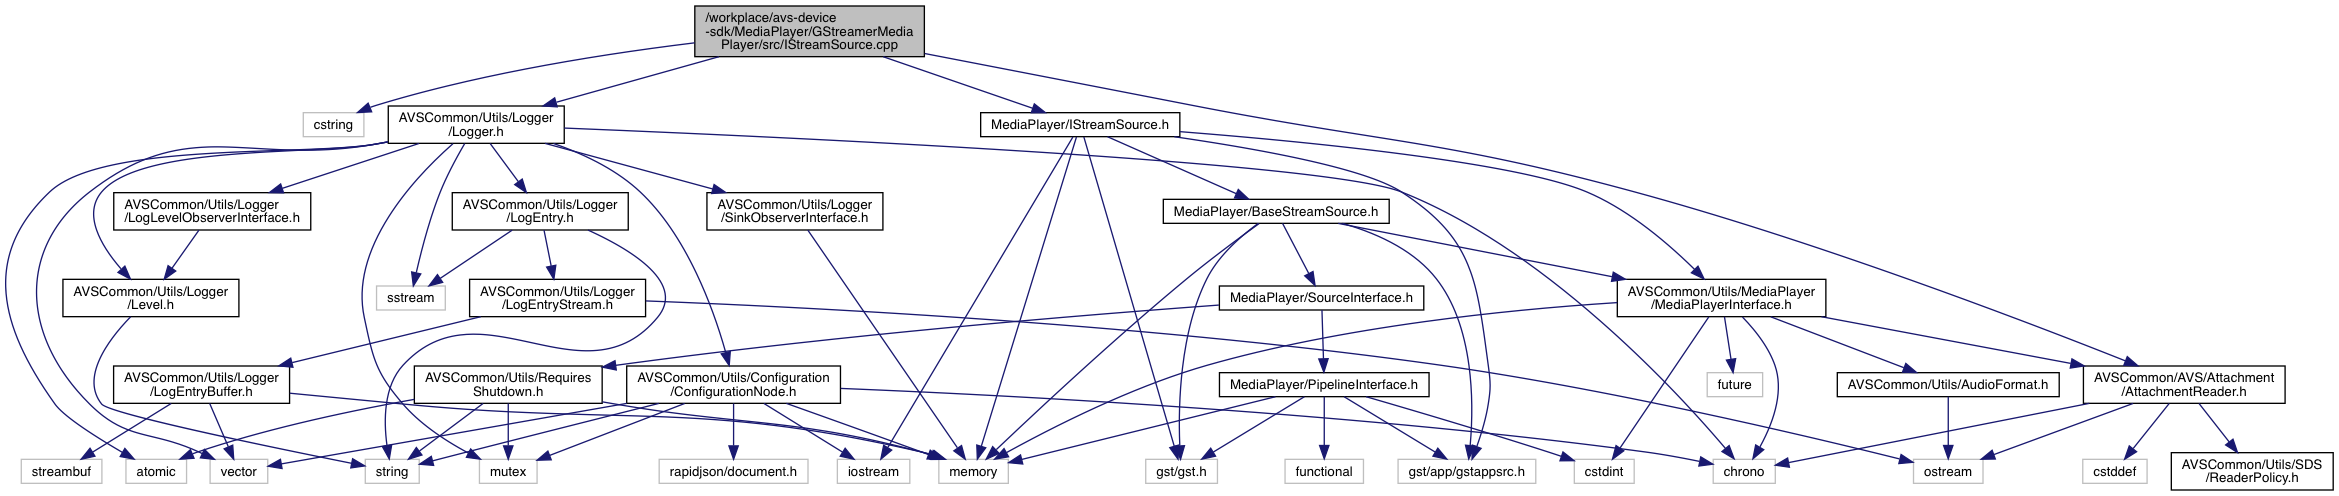 /workplace/avs-device
-sdk/MediaPlayer/GStreamerMedia
Player/src/IStreamSource.cpp
cstring
AVSCommon/Utils/Logger
/Logger.h
MediaPlayer/IStreamSource.h
AVSCommon/Utils/Logger
/LogLevelObserverInterface.h
AVSCommon/Utils/Logger
/LogEntry.h
AVSCommon/Utils/Logger
/SinkObserverInterface.h
MediaPlayer/BaseStreamSource.h
AVSCommon/Utils/Logger
/Level.h
sstream
AVSCommon/Utils/Logger
/LogEntryStream.h
MediaPlayer/SourceInterface.h
AVSCommon/Utils/MediaPlayer
/MediaPlayerInterface.h
AVSCommon/Utils/Logger
/LogEntryBuffer.h
AVSCommon/Utils/Requires
Shutdown.h
AVSCommon/Utils/Configuration
/ConfigurationNode.h
MediaPlayer/PipelineInterface.h
future
AVSCommon/Utils/AudioFormat.h
AVSCommon/AVS/Attachment
/AttachmentReader.h
streambuf
atomic
vector
string
mutex
rapidjson/document.h
iostream
memory
gst/gst.h
functional
gst/app/gstappsrc.h
cstdint
chrono
ostream
cstddef
AVSCommon/Utils/SDS
/ReaderPolicy.h